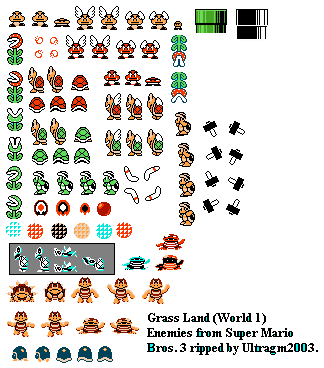 Grass Land (World 1)
Enemies from Super Mario
Bros. 3 ripped by Ultragm2003.